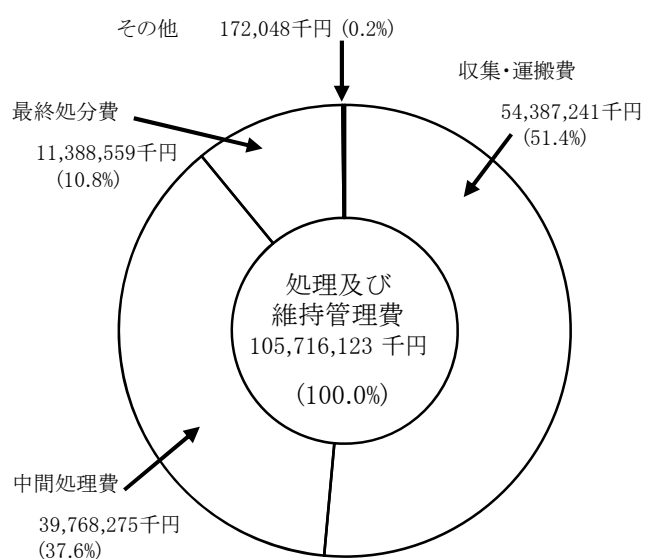 その他 172,048千円 (0.2%)
収集・運搬費
54,387,241千円
(51.4%)
最終処分費
11,388,559千円
(10.8%)
処理及び
維持管理費
105,716,123 千円
(100.0%)
中間処理費
39,768,275千円
(37.6%)